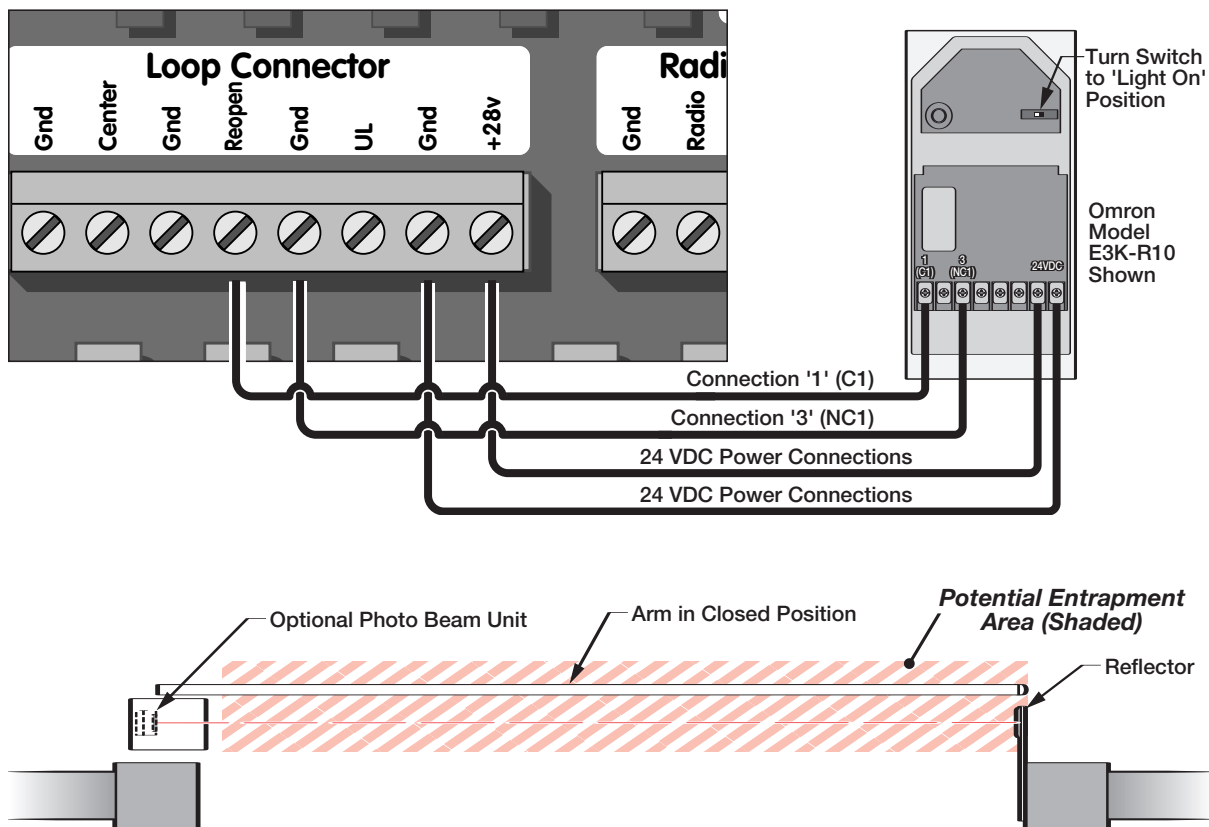 Loop Connector
Gnd
Center
Gnd
Reopen
Gnd
UL
Gnd
+28v
Radi
Gnd
Radio
Turn Switch
to 'Light On'
Position
Omron
Model
E3K-R10
Shown
1
(C1)
3
(NC1)
24VDC
Connection '1' (C1)
Connection '3' (NC1)
24 VDC Power Connections
24 VDC Power Connections
Optional Photo Beam Unit
Arm in Closed Position
Potential Entrapment
Area (Shaded)
Reflector